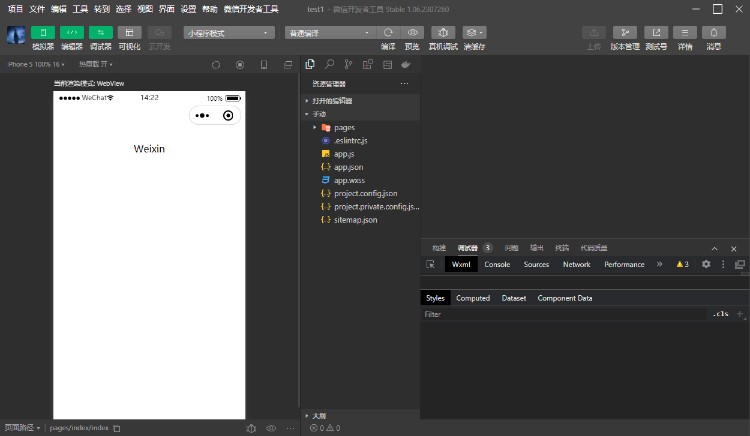 项目 文件 编辑 工具 转到 选择 视图 界面 设置 帮助 微信开发者工具 test1 - 微信开发者工具 Stable 1.06.2307260
模拟器 编辑器 调试器 可视化 云开发 小程序模式 普通编译 编译 预览 真机调试 清缓存 上传 版本管理 测试号 详情 消息
iPhone 5 100% 16 热重载 开
当前渲染模式: WebView
WeChat 14:22 100%
Weixin
资源管理器
打开的编辑器
手动
pages
.eslintrc.js
app.js
app.json
app.wxss
project.config.json
project.private.config.js...
sitemap.json
大纲
构建 调试器 3 问题 输出 终端 代码质量
Wxml Console Sources Network Performance » 3
Styles Computed Dataset Component Data
Filter .cls +
页面路径 pages/index/index 0 0